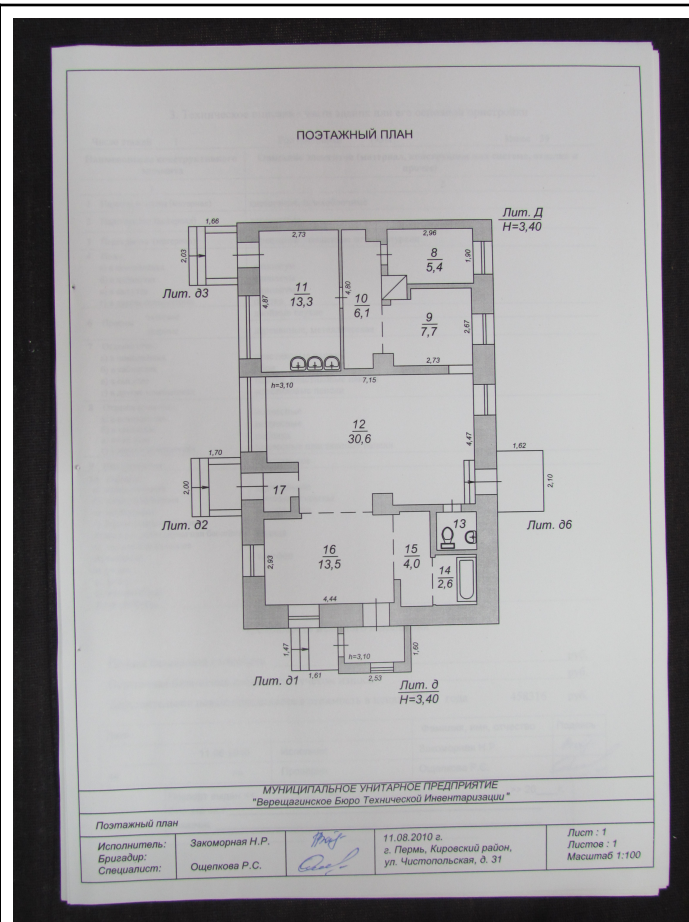 ПОЭТАЖНЫЙ ПЛАН
Лит. Д
Н=3,40
1,66
2,03
Лит. д3
2,73
11
13,3
4,87
4,80
10
6,1
2,96
8
5,4
1,90
9
7,7
2,67
2,73
h=3,10
7,15
12
30,6
4,47
1,70
2,00
Лит. д2
17
1,62
2,10
Лит. д6
13
16
13,5
2,93
4,44
15
4,0
14
2,6
1,47
1,61
Лит. д1
h=3,10
2,53
1,60
Лит. д
Н=3,40
МУНИЦИПАЛЬНОЕ УНИТАРНОЕ ПРЕДПРИЯТИЕ
"Верещагинское Бюро Технической Инвентаризации"
Поэтажный план
Исполнитель: Закоморная Н.Р.
Бригадир:
Специалист: Ощепкова Р.С.
11.08.2010 г.
г. Пермь, Кировский район,
ул. Чистопольская, д. 31
Лист : 1
Листов : 1
Масштаб 1:100